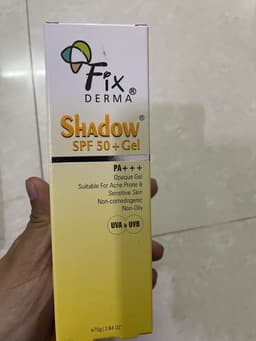 Fix®
DERMA
Shadow®
SPF 50+Gel
PA+++
Opaque Gel
Suitable For Acne Prone &
Sensitive Skin
Non-comedogenic
Non-Oily
UVA & UVB